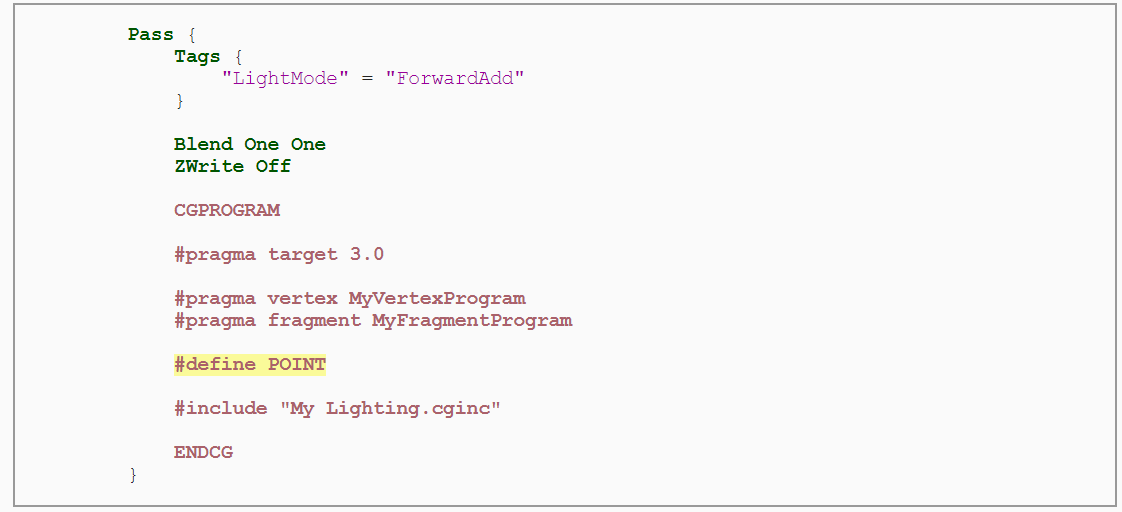 Pass {
Tags {
"LightMode" = "ForwardAdd"
}
Blend One One
ZWrite Off
CGPROGRAM
#pragma target 3.0
#pragma vertex MyVertexProgram
#pragma fragment MyFragmentProgram
#define POINT
#include "My Lighting.cginc"
ENDCG
}